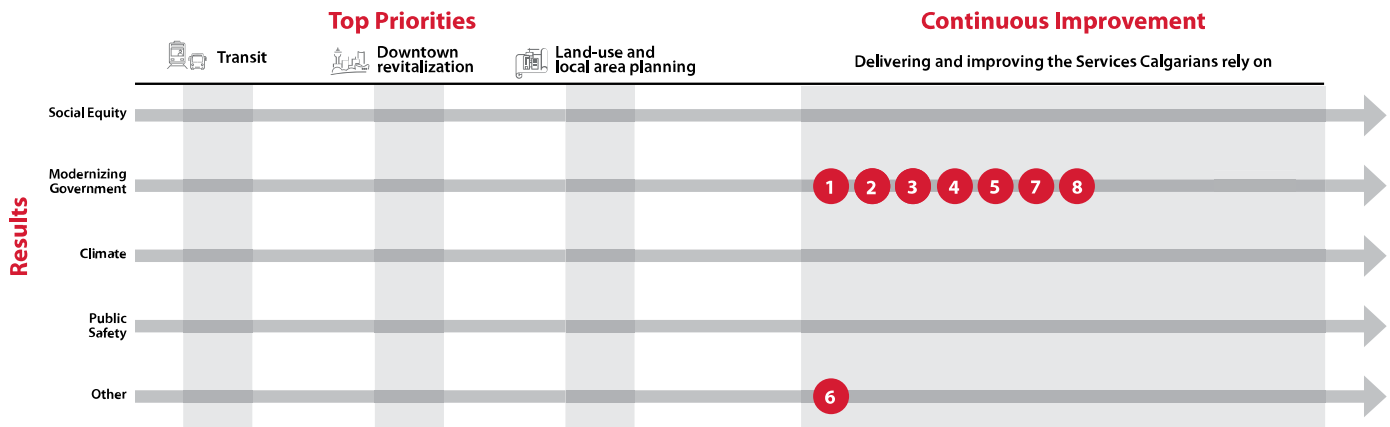 Top Priorities
Continuous Improvement
Transit
Downtown
revitalization
Land-use and
local area planning
Delivering and improving the Services Calgarians rely on
Results
Social Equity
Modernizing
Government
1 2 3 4 5 7 8
Climate
Public
Safety
Other
6